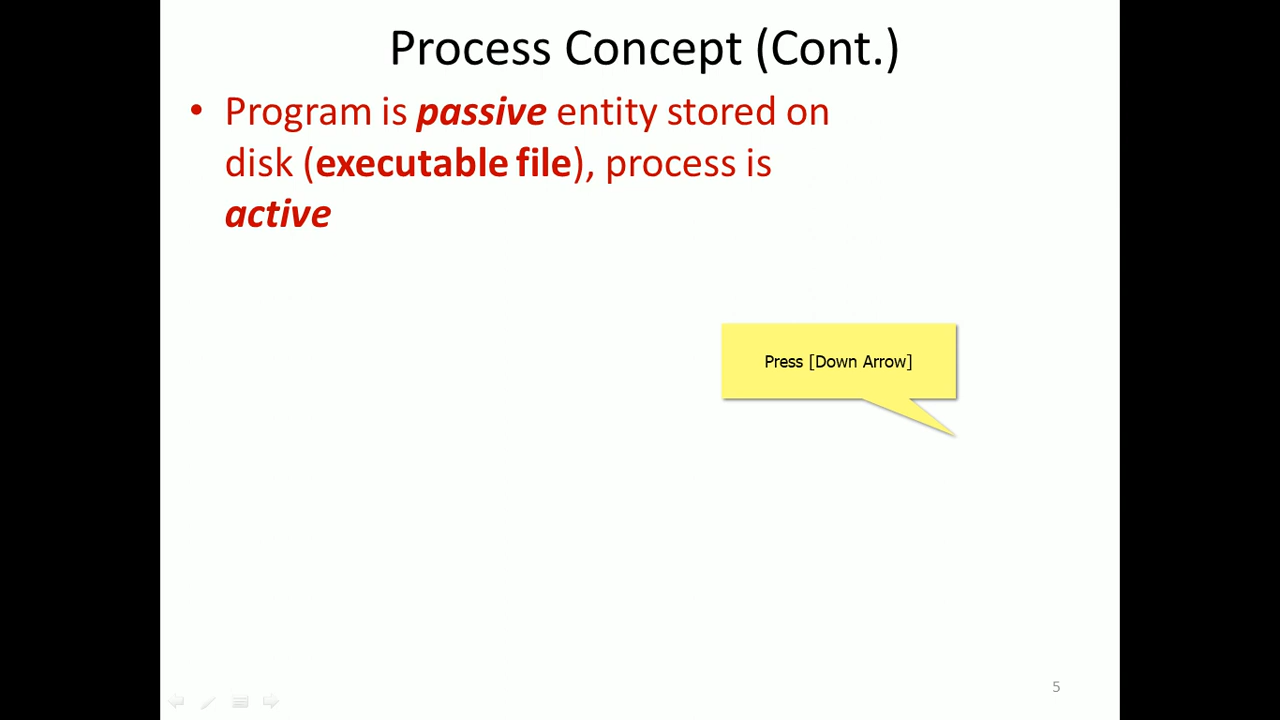 Process Concept (Cont.)
• Program is passive entity stored on
disk (executable file), process is
active
Press [Down Arrow]
5